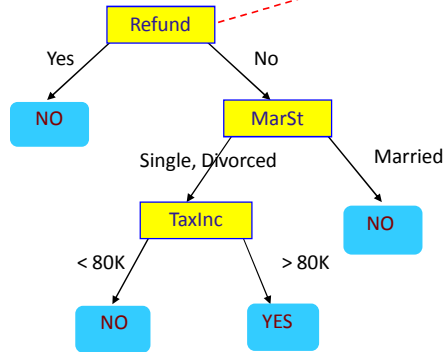 Refund
Yes
No
NO
MarSt
Single, Divorced
Married
TaxInc
NO
< 80K
> 80K
NO
YES